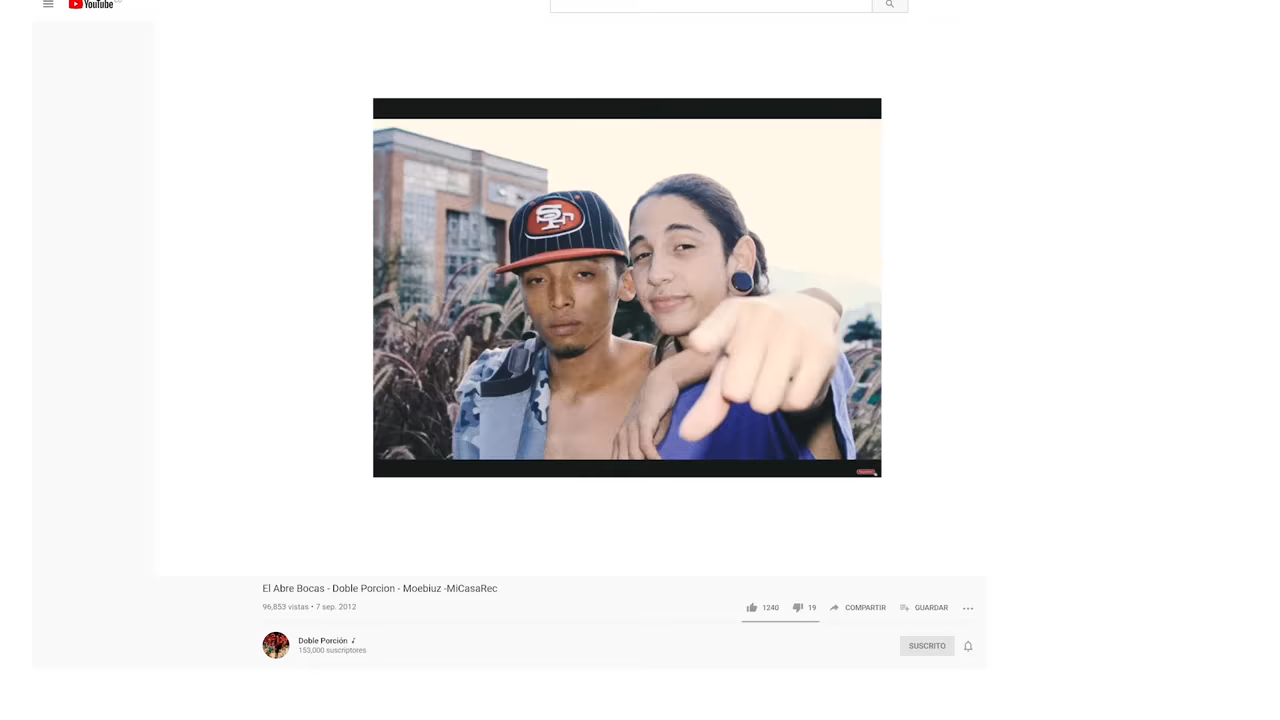 YouTube
SF
El Abre Bocas - Doble Porcion - Moebiuz -MiCasaRec
96,853 vistas • 7 sep. 2012
1240
19
COMPARTIR
GUARDAR
Doble Porción
153,000 suscriptores
SUSCRITO